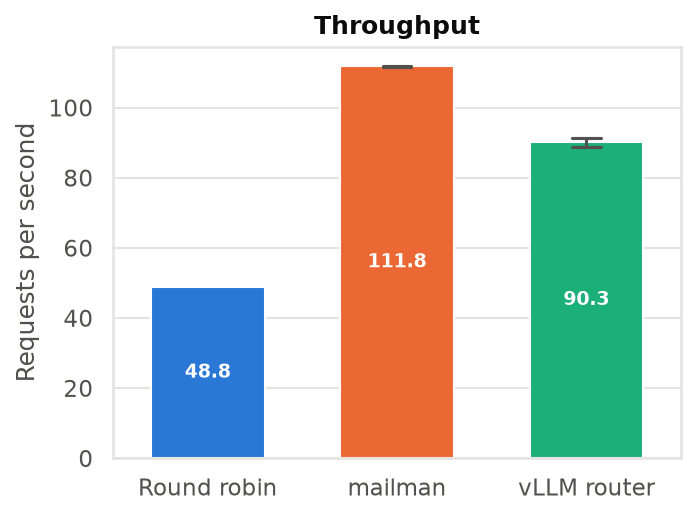 Throughput
Requests per second
100
80
60
40
20
0
48.8
111.8
90.3
Round robin
mailman
vLLM router